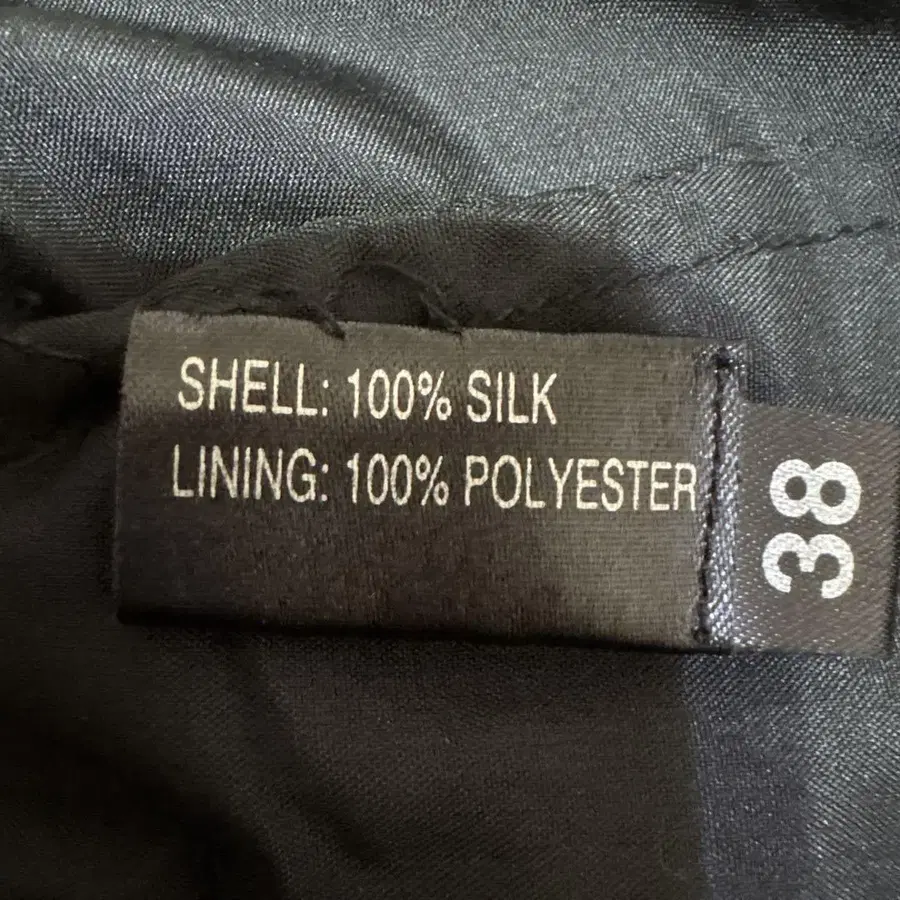 SHELL: 100% SILK
LINING: 100% POLYESTER
38